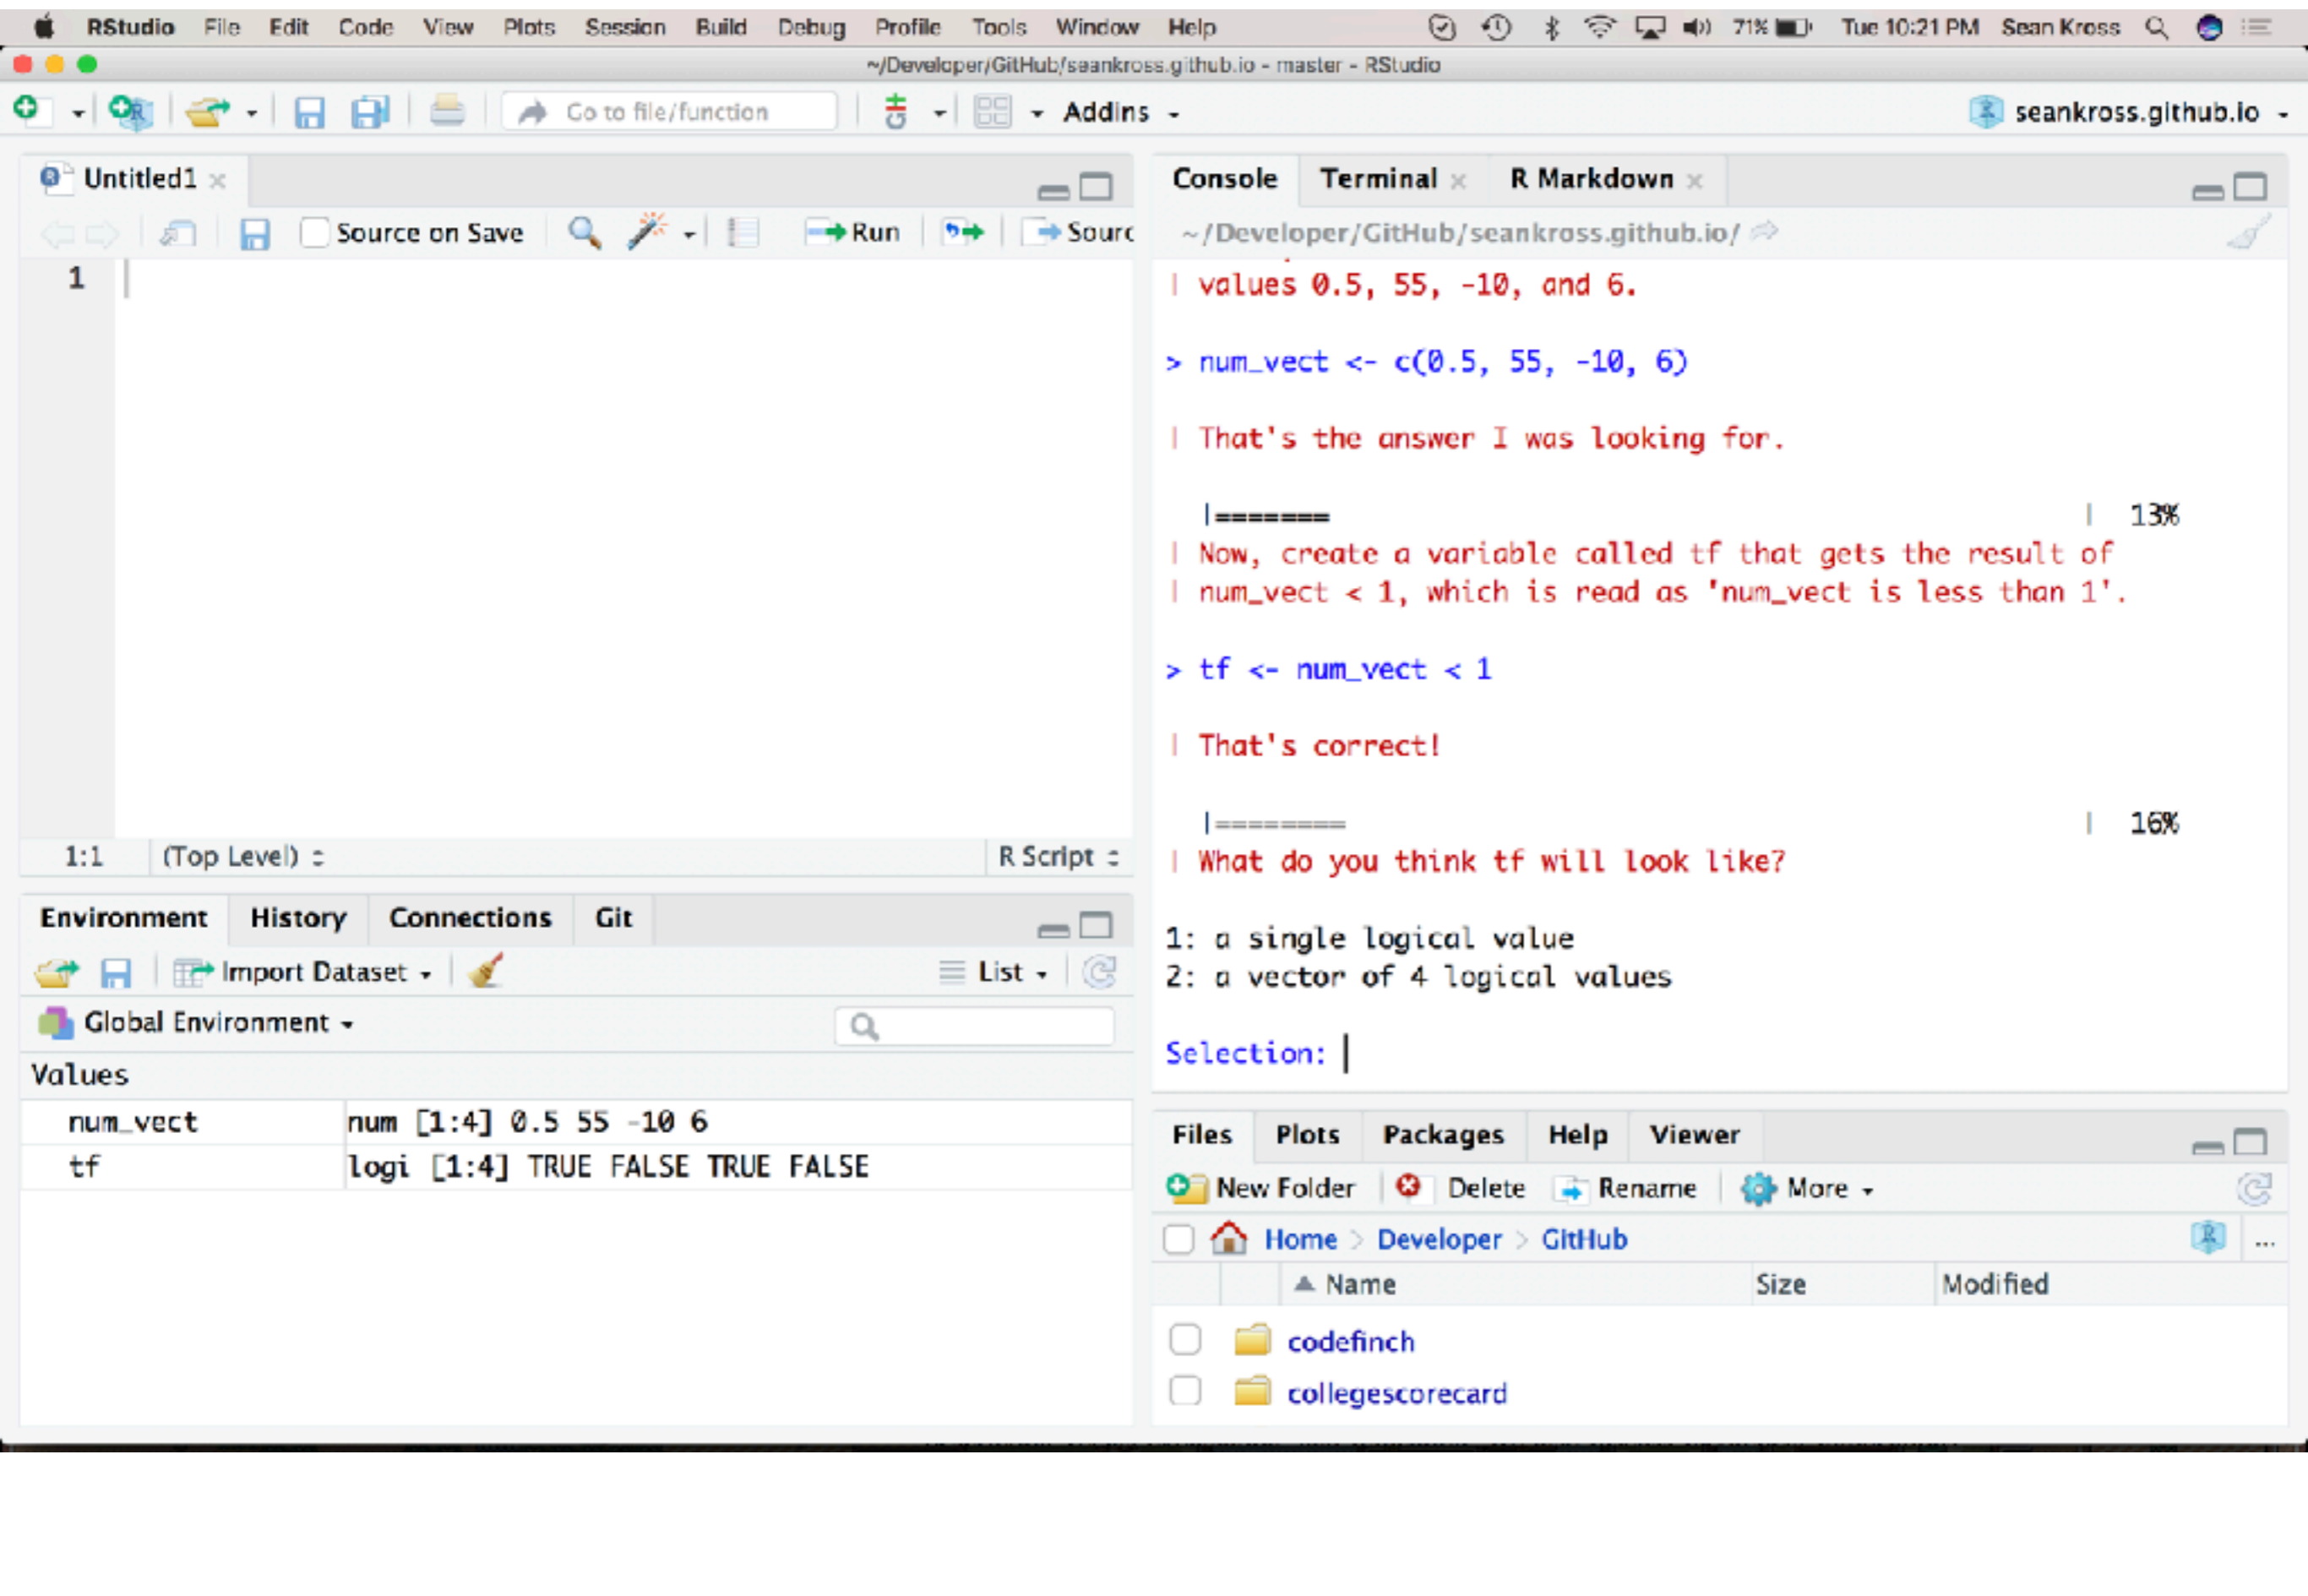 RStudio File Edit Code View Plots Session Build Debug Profile Tools Window Help 71% Tue 10:21 PM Sean Kross
~/Developer/GitHub/seankross.github.io - master - RStudio
Go to file/function Addins seankross.github.io
Untitled1
Source on Save Run Sourc
1
1:1 (Top Level) R Script
Environment History Connections Git
Import Dataset List
Global Environment
Values
num_vect num [1:4] 0.5 55 -10 6
tf logi [1:4] TRUE FALSE TRUE FALSE
Console Terminal R Markdown
~/Developer/GitHub/seankross.github.io/
| values 0.5, 55, -10, and 6.
> num_vect <- c(0.5, 55, -10, 6)
| That's the answer I was looking for.
|======= | 13%
| Now, create a variable called tf that gets the result of
| num_vect < 1, which is read as 'num_vect is less than 1'.
> tf <- num_vect < 1
| That's correct!
|======== | 16%
| What do you think tf will look like?
1: a single logical value
2: a vector of 4 logical values
Selection:
Files Plots Packages Help Viewer
New Folder Delete Rename More
Home > Developer > GitHub ...
Name Size Modified
codefinch
collegescorecard